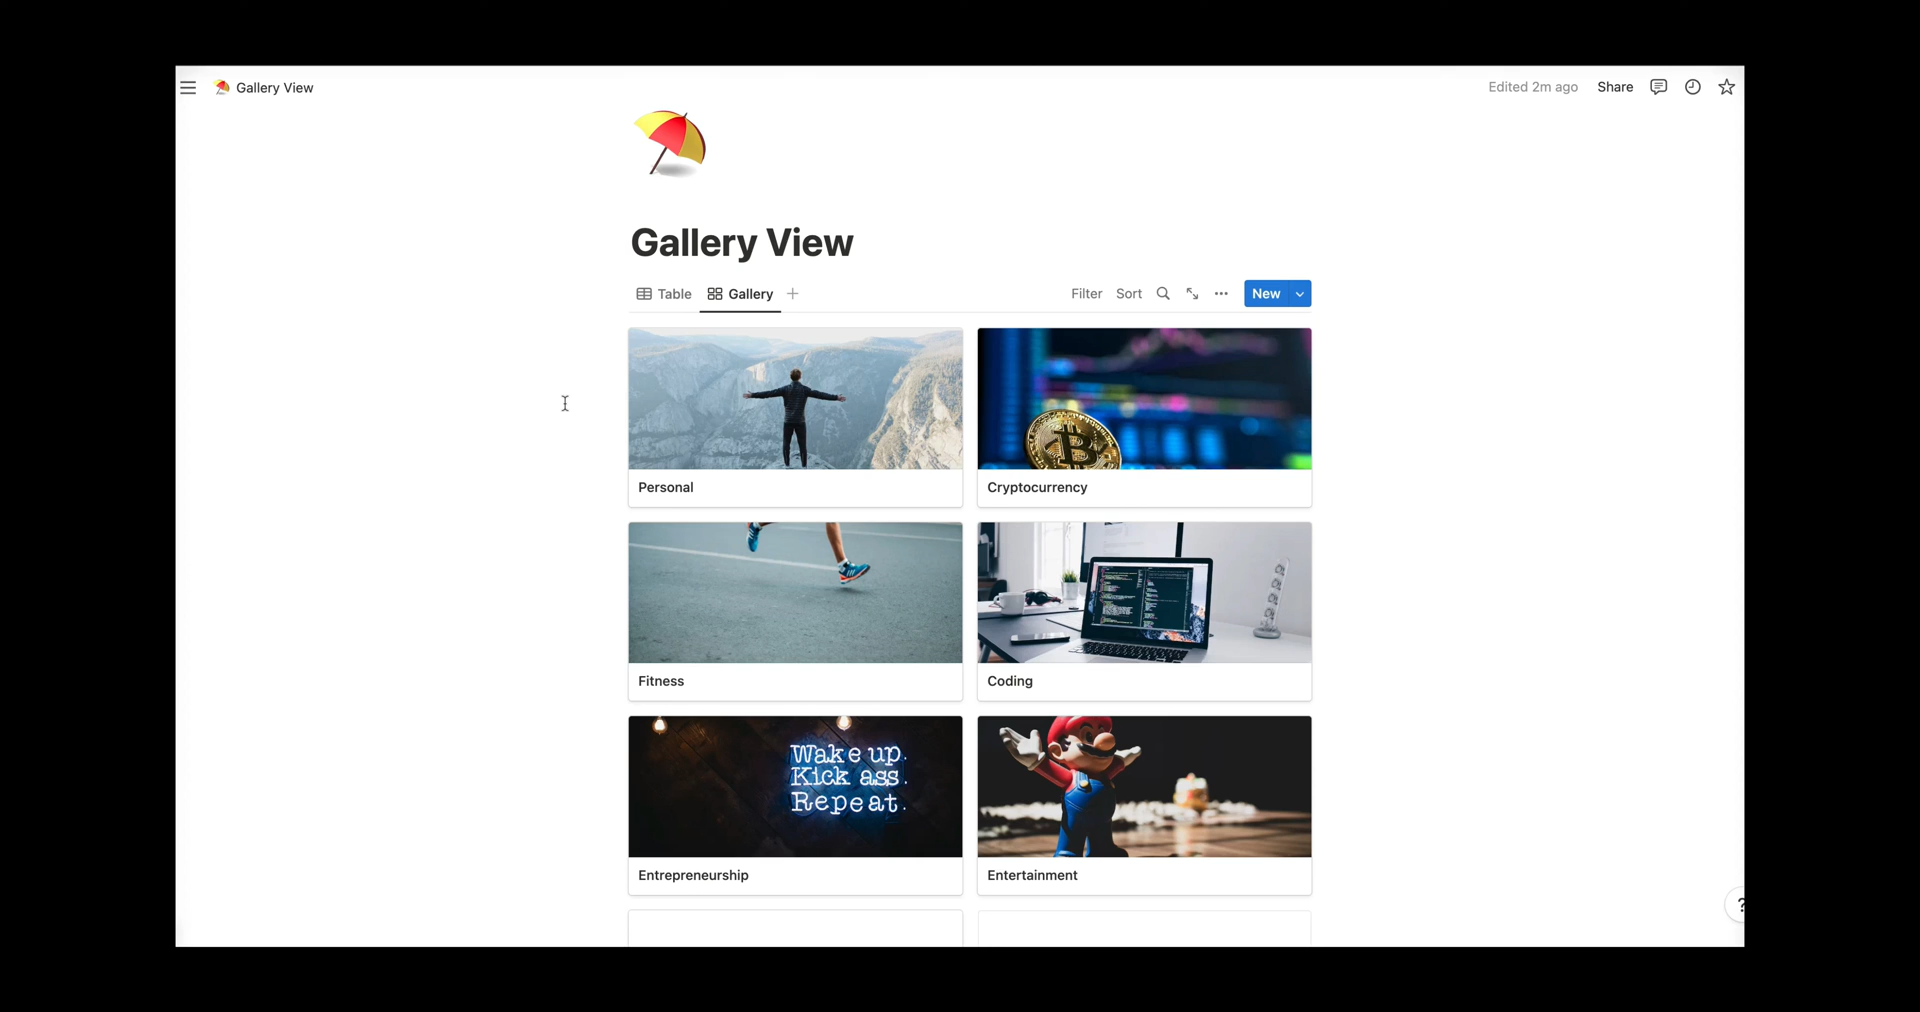 Gallery View
Edited 2m ago
Share
Gallery View
Table
Gallery
Filter
Sort
New
Personal
Cryptocurrency
Fitness
Coding
Wake up.
Kick ass.
Repeat.
Entrepreneurship
Entertainment
?